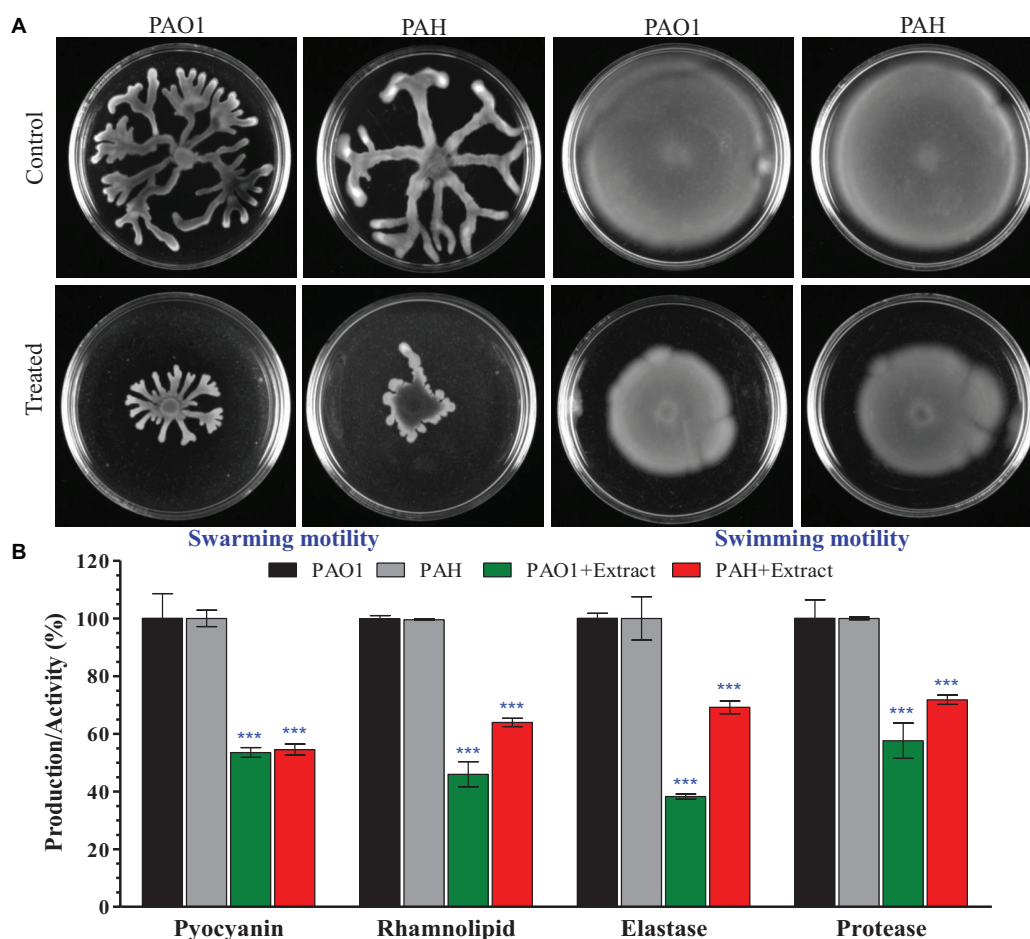 A
PAO1 PAH PAO1 PAH
Control
Treated
Swarming motility Swimming motility
B
PAO1 PAH PAO1+Extract PAH+Extract
Production/Activity (%)
120
100
80
60
40
20
0
*** ***
*** ***
*** ***
*** ***
Pyocyanin Rhamnolipid Elastase Protease